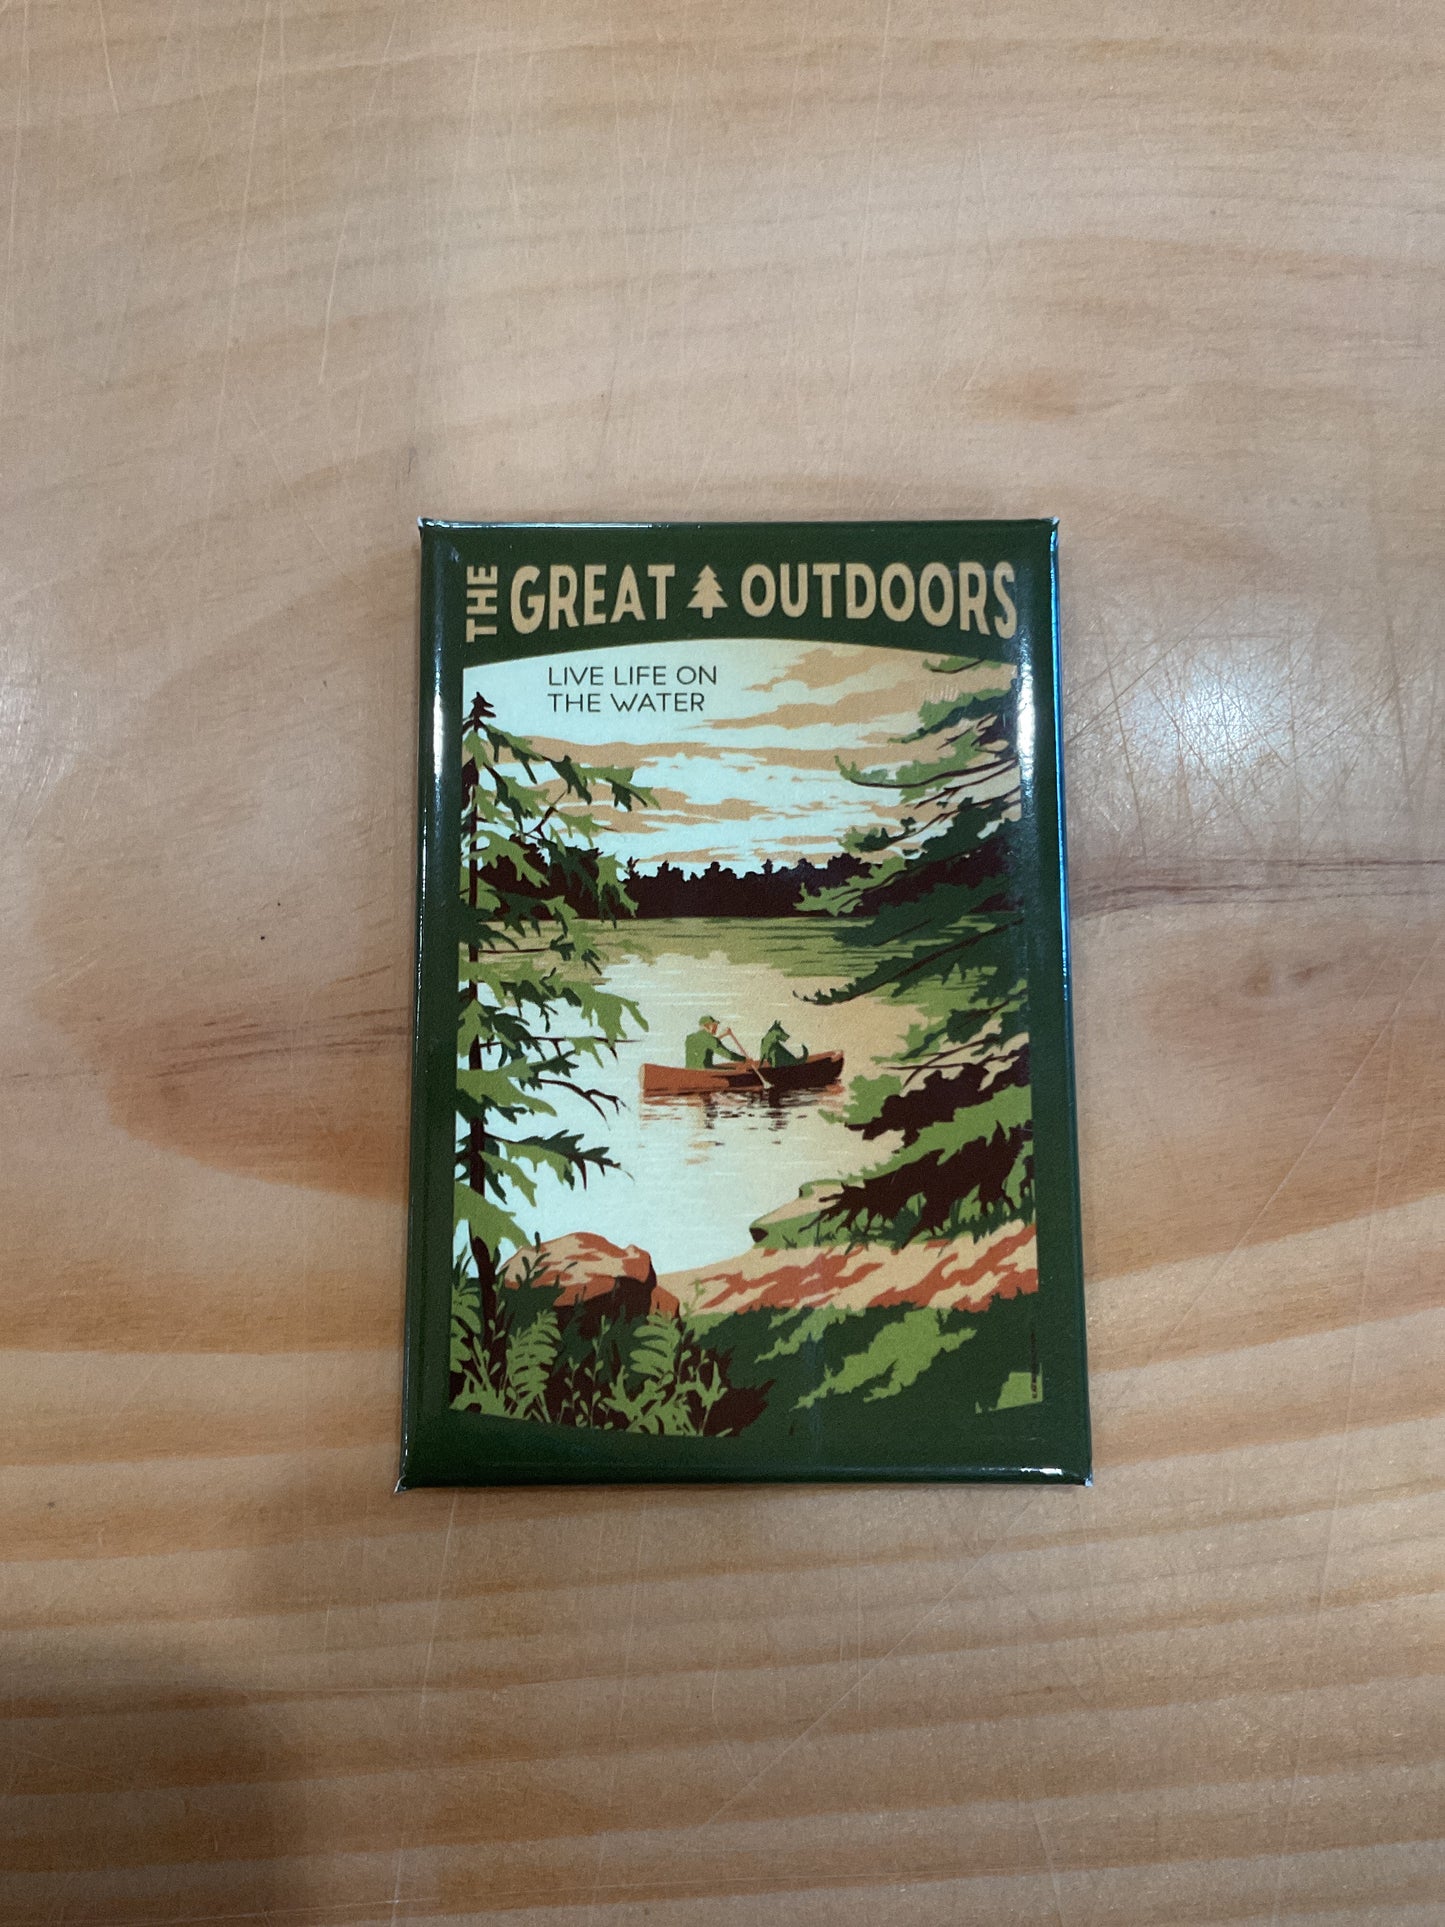 THE GREAT OUTDOORS
LIVE LIFE ON
THE WATER